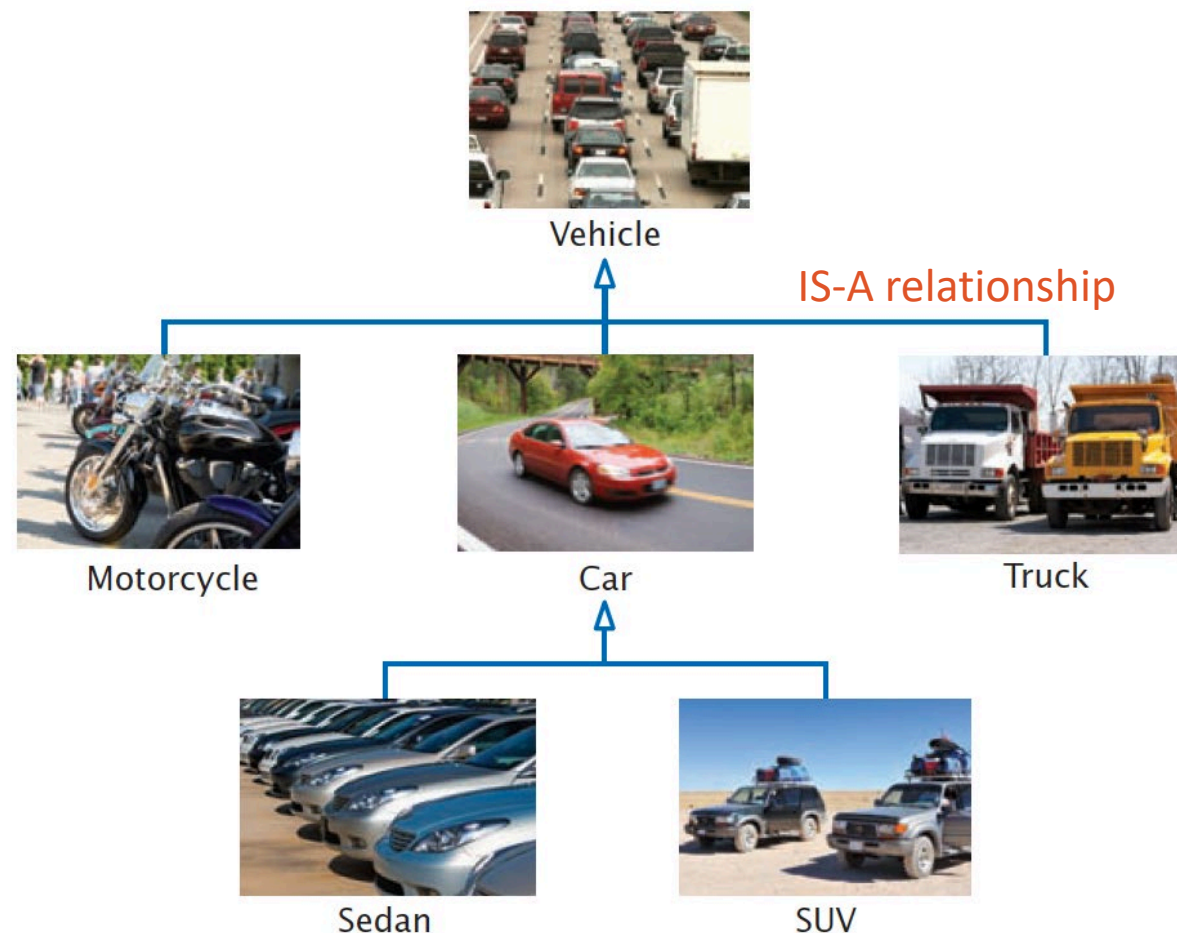 Vehicle
IS-A relationship
Motorcycle
Car
Truck
Sedan
SUV